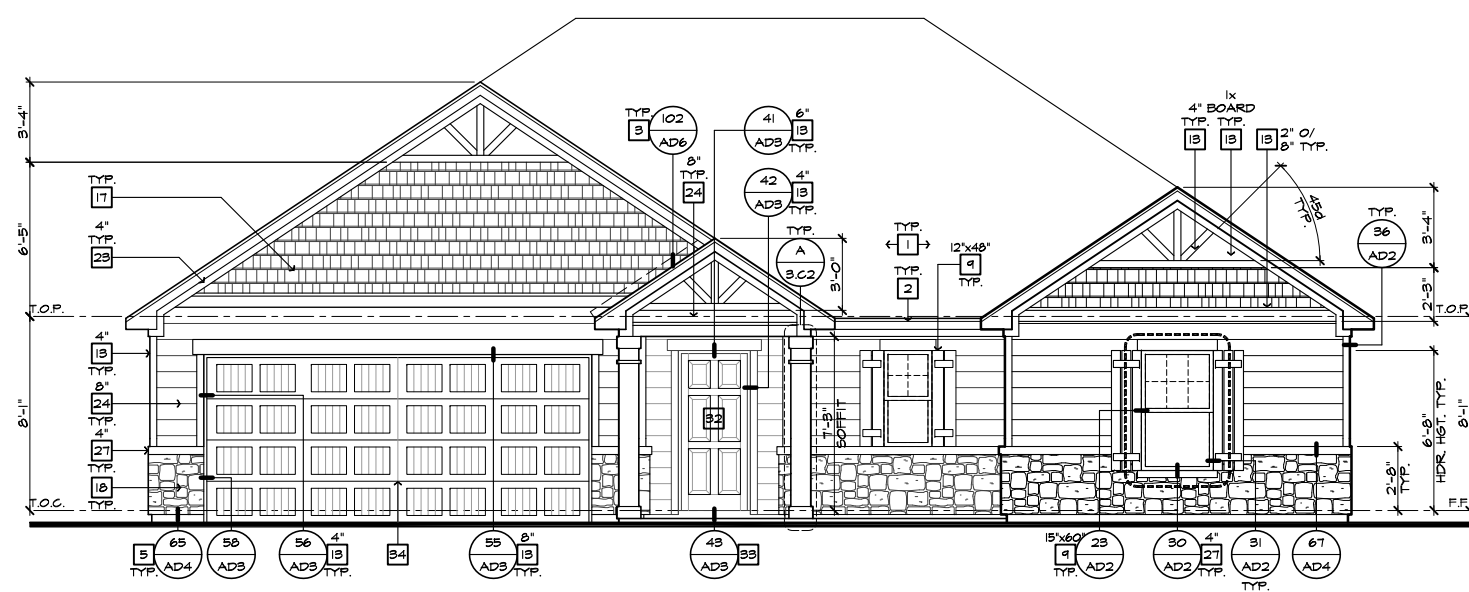 3'-4"
6'-5"
8'-1"
T.O.P.
T.O.C.
TYP.
17
4"
TYP.
23
4"
13
TYP.
8"
24
TYP.
4"
27
TYP.
18
TYP.
TYP.
3
102
AD6
8"
TYP.
24
41
AD3
6"
13
TYP.
42
AD3
4"
13
TYP.
TYP.
A
3.C2
3'-0"
TYP.
1
TYP.
2
12"x48"
9
TYP.
7'-3"
SOFFIT
32
1x
4" BOARD
TYP. TYP.
13
13
13
2" O/
8" TYP.
45d
TYP.
TYP.
36
AD2
3'-4"
2'-3"
T.O.P.
6'-8"
HDR. HGT. TYP.
8'-1"
2'-8"
TYP.
F.F.
5
TYP.
65
AD4
58
AD3
56
AD3
4"
13
TYP.
34
55
AD3
8"
13
TYP.
43
AD3
33
15"x60"
9
TYP.
23
AD2
30
AD2
4"
27
TYP.
31
AD2
TYP.
67
AD4